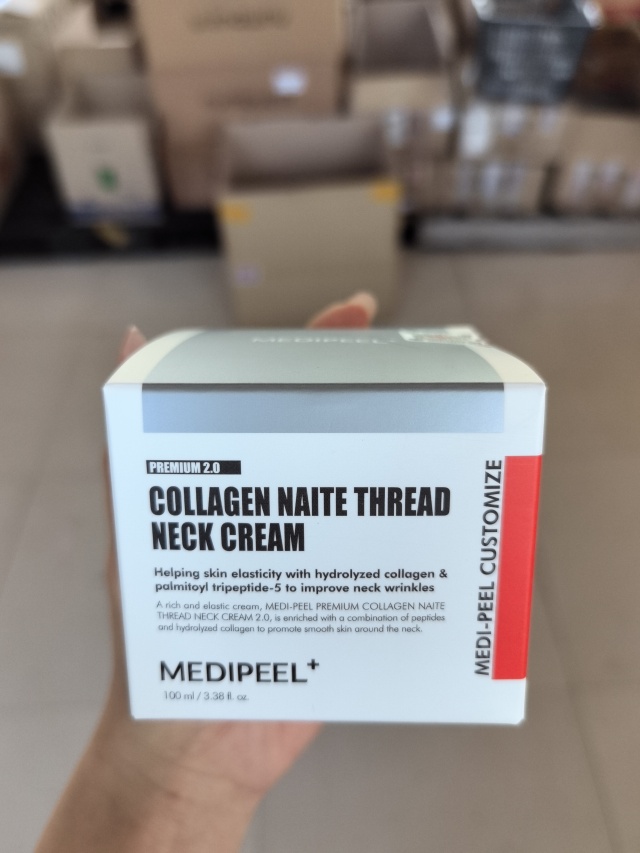 MEDIPEEL
PREMIUM 2.0
COLLAGEN NAITE THREAD
NECK CREAM
Helping skin elasticity with hydrolyzed collagen &
palmitoyl tripeptide-5 to improve neck wrinkles
A rich and elastic cream, MEDI-PEEL PREMIUM COLLAGEN NAITE
THREAD NECK CREAM 2.0, is enriched with a combination of peptides
and hydrolyzed collagen to promote smooth skin around the neck.
MEDIPEEL+
100 ml / 3.38 fl. oz.
MEDI-PEEL CUSTOMIZE